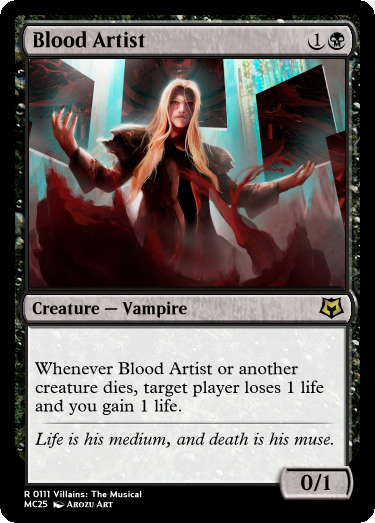 Blood Artist 1
Creature — Vampire
Whenever Blood Artist or another
creature dies, target player loses 1 life
and you gain 1 life.
Life is his medium, and death is his muse.
0/1
R 0111 Villains: The Musical
MC25 Arozu Art